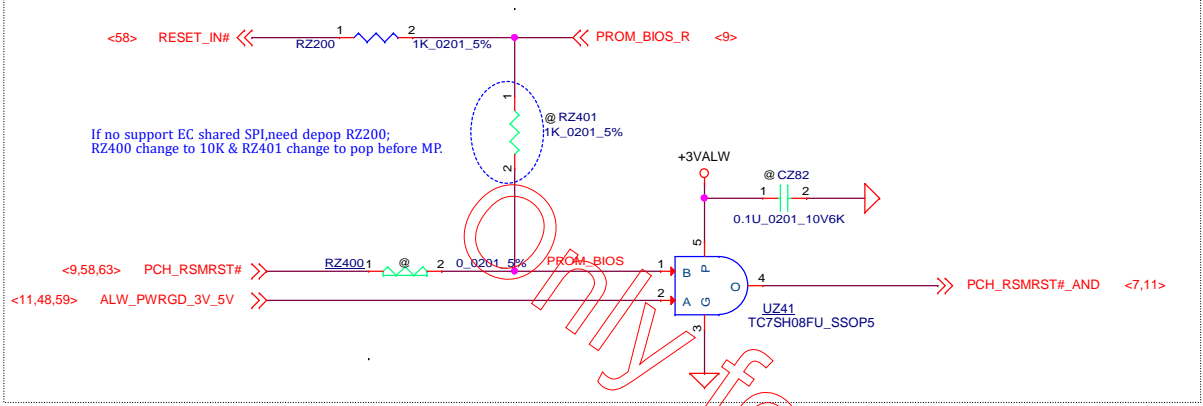 <58> RESET_IN# 1 2 PROM_BIOS_R <9>
RZ200 1K_0201_5%
1
@ RZ401
1K_0201_5%
2
If no support EC shared SPI,need depop RZ200;
RZ400 change to 10K & RZ401 change to pop before MP.
+3VALW
@ CZ82
1 2
0.1U_0201_10V6K
5
<9,58,63> PCH_RSMRST# RZ400 1 @ 2 0_0201_5% PROM_BIOS 1 B P
<11,48,59> ALW_PWRGD_3V_5V 2 A G O 4 PCH_RSMRST#_AND <7,11>
UZ41
TC7SH08FU_SSOP5
3
Only fo